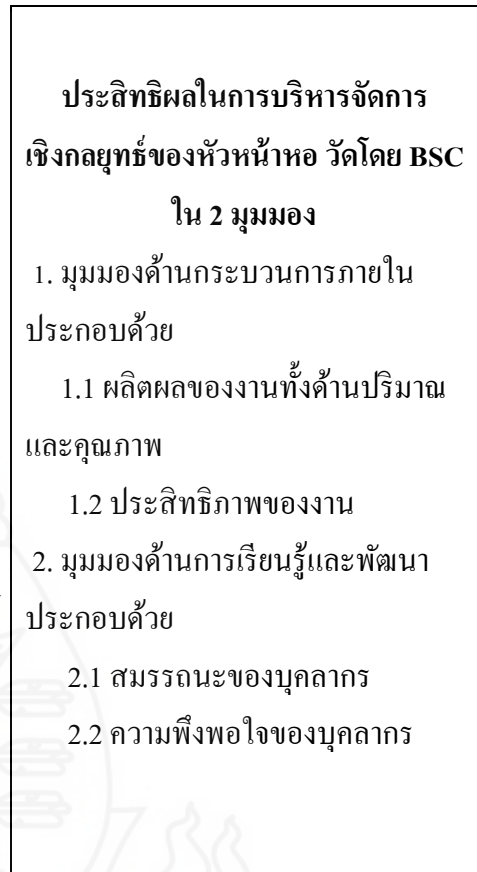 ประสิทธิผลในการบริหารจัดการ
เชิงกลยุทธ์ของหัวหน้าหอ วัดโดย BSC
ใน 2 มุมมอง
1. มุมมองด้านกระบวนการภายใน
ประกอบด้วย
1.1 ผลิตผลของงานทั้งด้านปริมาณ
และคุณภาพ
1.2 ประสิทธิภาพของงาน
2. มุมมองด้านการเรียนรู้และพัฒนา
ประกอบด้วย
2.1 สมรรถนะของบุคลากร
2.2 ความพึงพอใจของบุคลากร